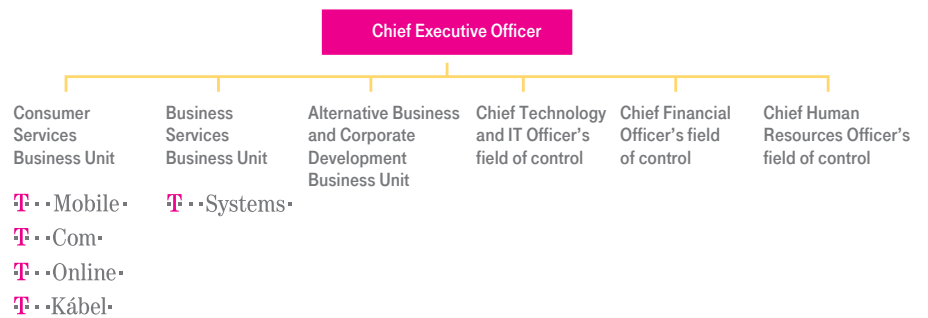 Chief Executive Officer
Consumer
Services
Business Unit
T··Mobile·
T··Com·
T··Online·
T··Kábel·
Business
Services
Business Unit
T··Systems·
Alternative Business
and Corporate
Development
Business Unit
Chief Technology
and IT Officer's
field of control
Chief Financial
Officer's field
of control
Chief Human
Resources Officer's
field of control